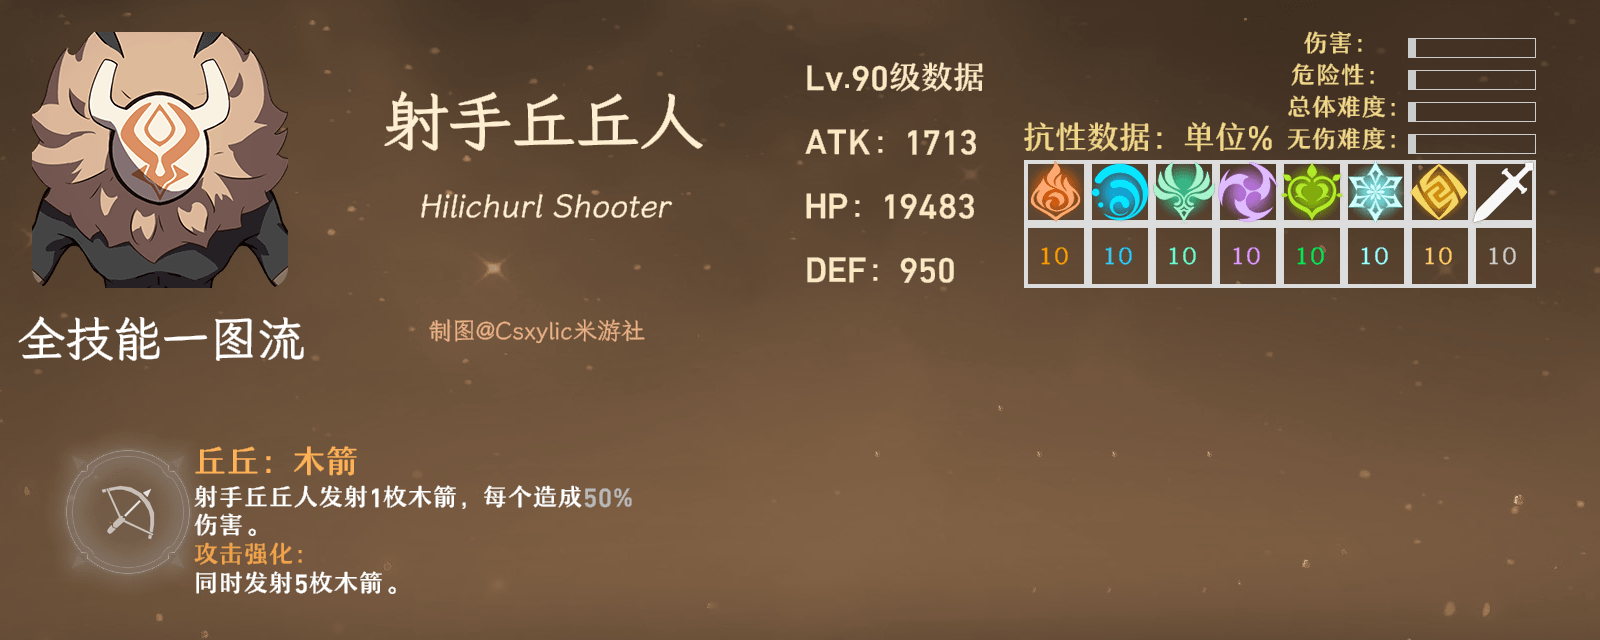 射手丘丘人
Hilichurl Shooter
制图@Csxylic米游社
全技能一图流
Lv.90级数据
ATK：1713
HP：19483
DEF：950
伤害：
危险性：
总体难度：
无伤难度：
抗性数据：单位%
10 10 10 10 10 10 10 10
丘丘：木箭
射手丘丘人发射1枚木箭，每个造成50%
伤害。
攻击强化：
同时发射5枚木箭。